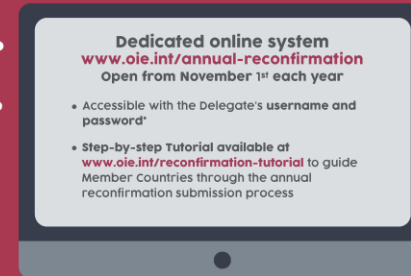 Dedicated online system
www.oie.int/annual-reconfirmation
Open from November 1st each year
• Accessible with the Delegate's username and
password*
• Step-by-step Tutorial available at
www.oie.int/reconfirmation-tutorial to guide
Member Countries through the annual
reconfirmation submission process